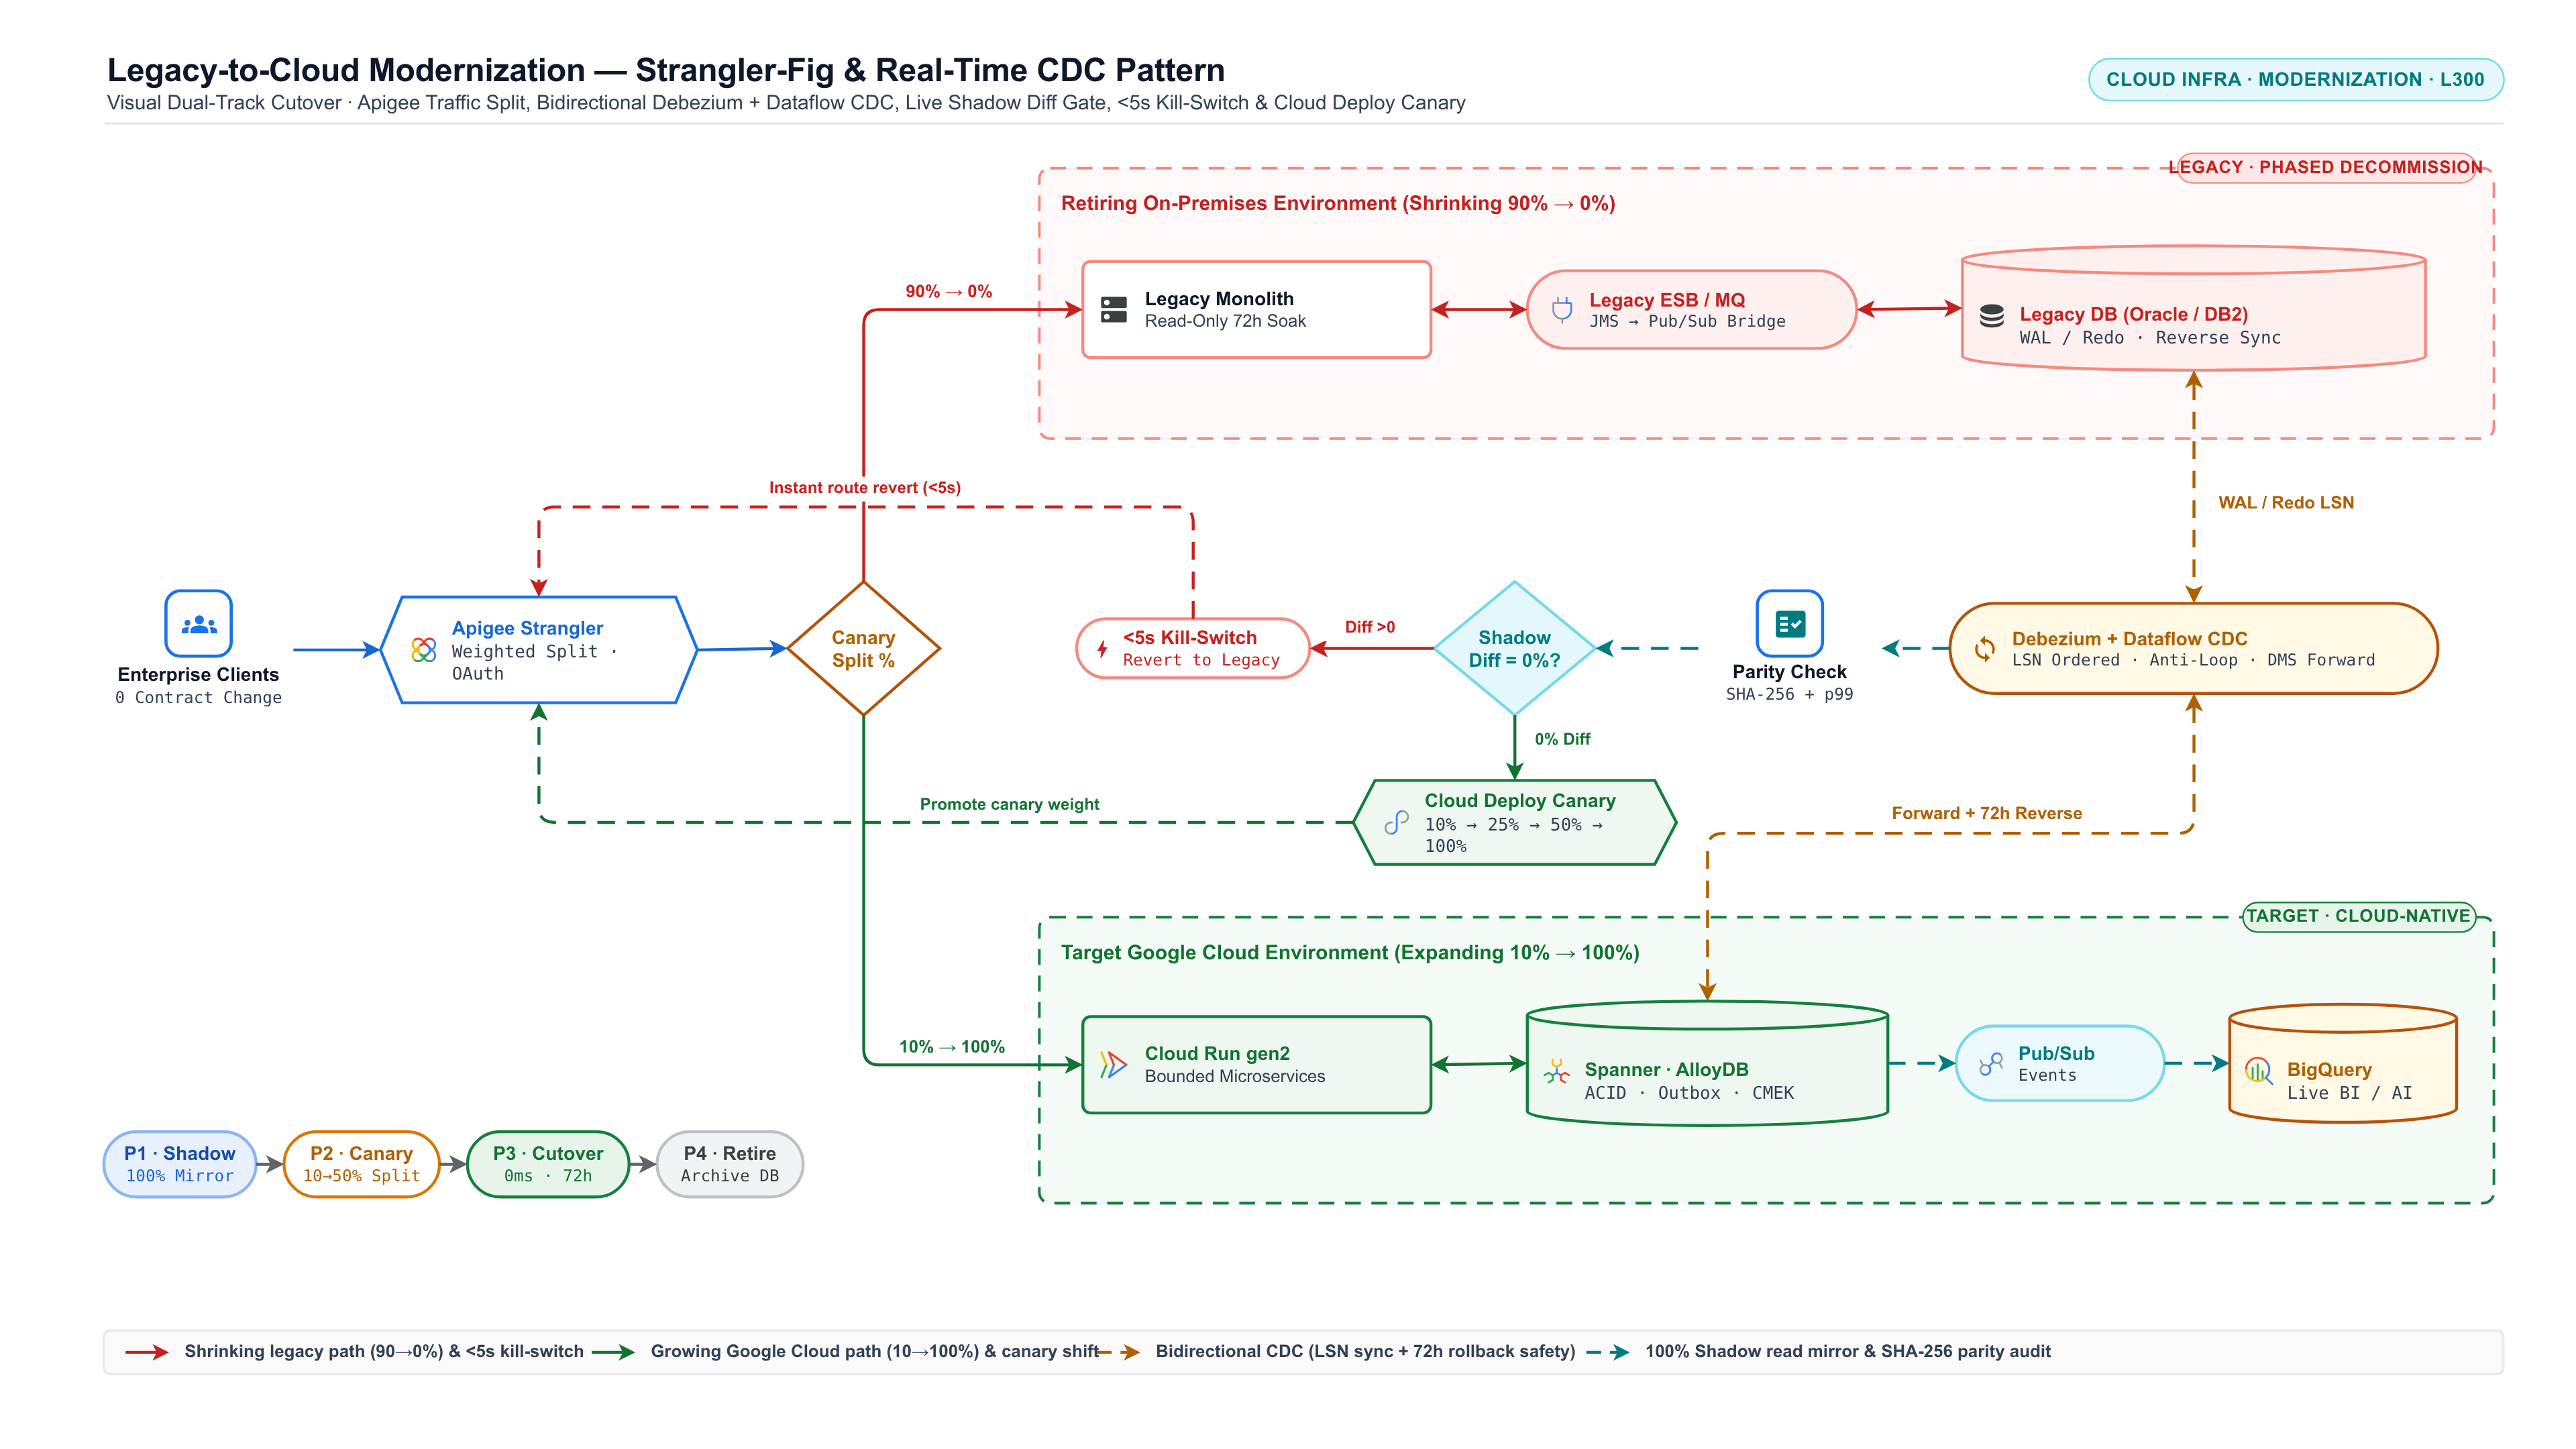 Legacy-to-Cloud Modernization — Strangler-Fig & Real-Time CDC Pattern
Visual Dual-Track Cutover · Apigee Traffic Split, Bidirectional Debezium + Dataflow CDC, Live Shadow Diff Gate, <5s Kill-Switch & Cloud Deploy Canary
CLOUD INFRA · MODERNIZATION · L300
LEGACY · PHASED DECOMMISSION
Retiring On-Premises Environment (Shrinking 90% → 0%)
Legacy Monolith
Read-Only 72h Soak
Legacy ESB / MQ
JMS → Pub/Sub Bridge
Legacy DB (Oracle / DB2)
WAL / Redo · Reverse Sync
90% → 0%
Instant route revert (<5s)
WAL / Redo LSN
Enterprise Clients
0 Contract Change
Apigee Strangler
Weighted Split ·
OAuth
Canary
Split %
<5s Kill-Switch
Revert to Legacy
Diff >0
Shadow
Diff = 0%?
Parity Check
SHA-256 + p99
Debezium + Dataflow CDC
LSN Ordered · Anti-Loop · DMS Forward
0% Diff
Promote canary weight
Cloud Deploy Canary
10% → 25% → 50% →
100%
Forward + 72h Reverse
TARGET · CLOUD-NATIVE
Target Google Cloud Environment (Expanding 10% → 100%)
10% → 100%
Cloud Run gen2
Bounded Microservices
Spanner · AlloyDB
ACID · Outbox · CMEK
Pub/Sub
Events
BigQuery
Live BI / AI
P1 · Shadow
100% Mirror
P2 · Canary
10→50% Split
P3 · Cutover
0ms · 72h
P4 · Retire
Archive DB
Shrinking legacy path (90→0%) & <5s kill-switch
Growing Google Cloud path (10→100%) & canary shift
Bidirectional CDC (LSN sync + 72h rollback safety)
100% Shadow read mirror & SHA-256 parity audit